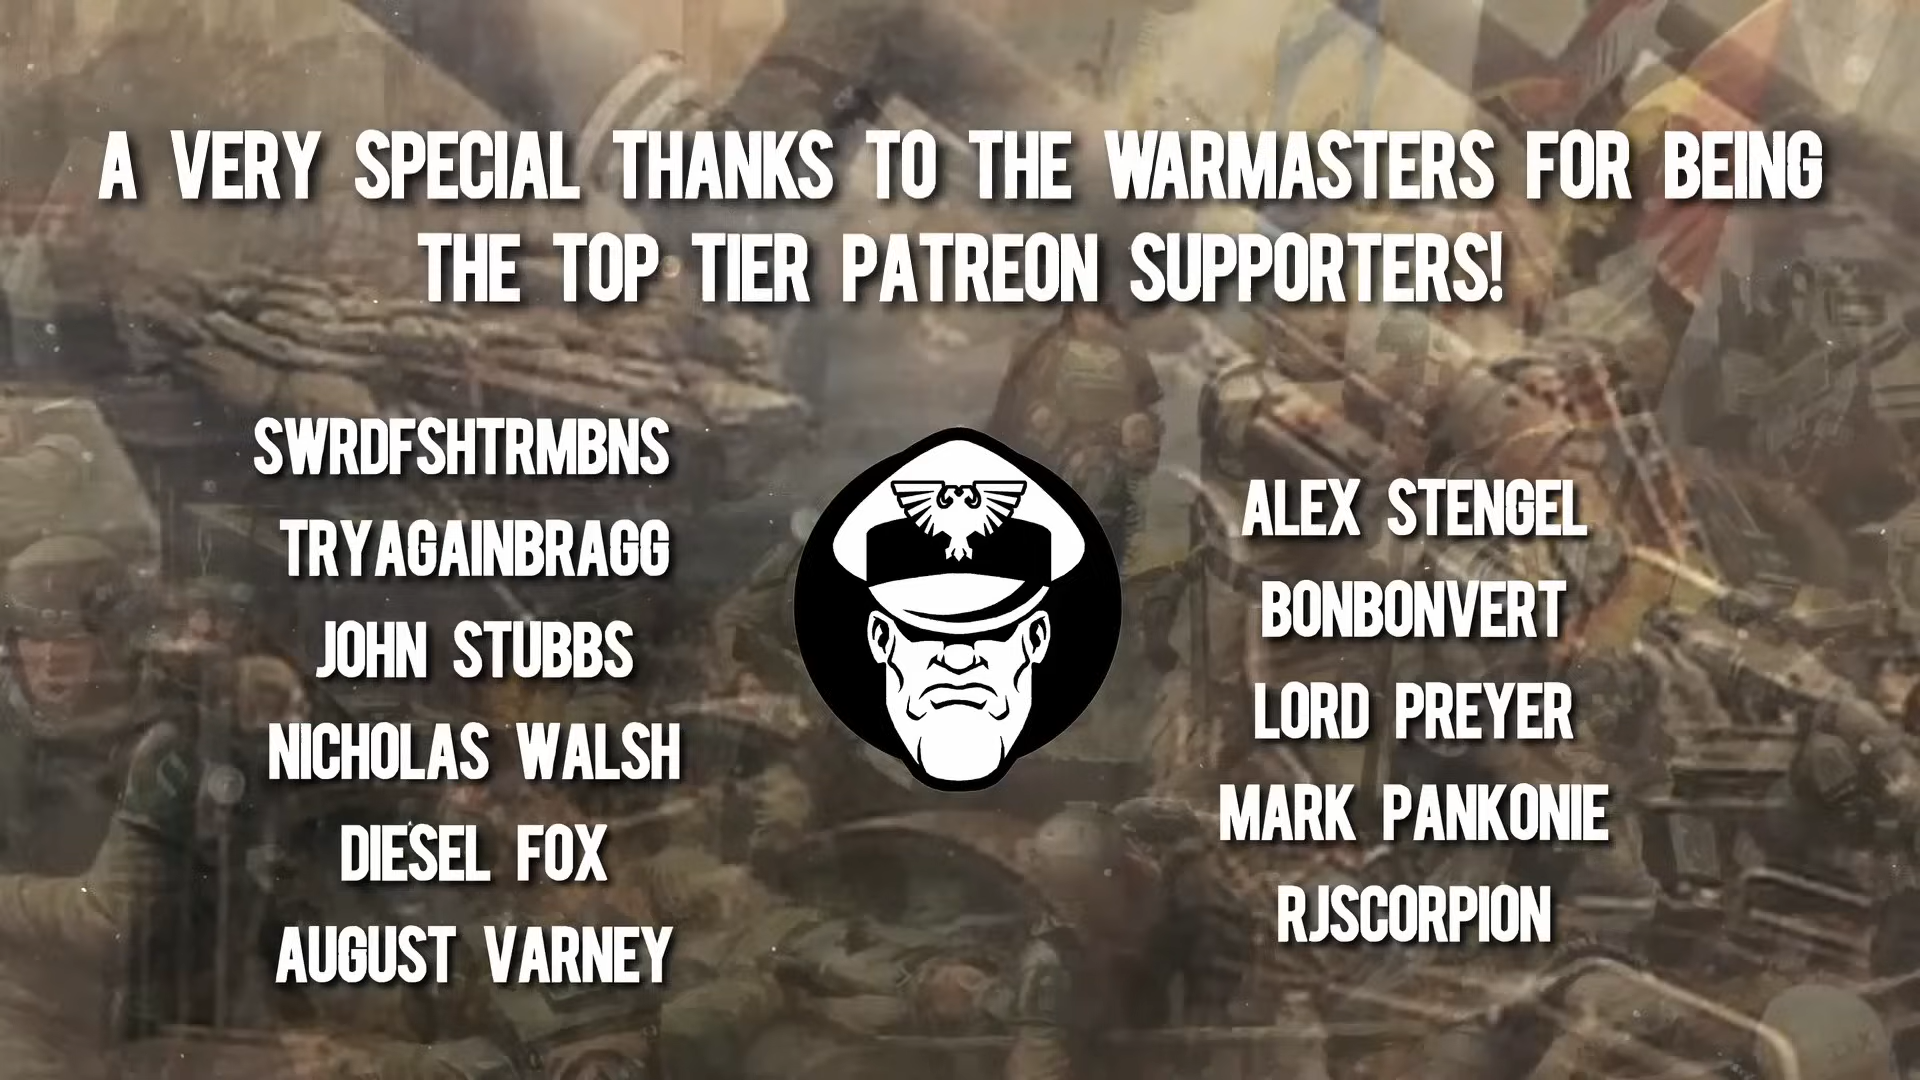 A VERY SPECIAL THANKS TO THE WARMASTERS FOR BEING
THE TOP TIER PATREON SUPPORTERS!
SWRDFSHTRMBNS
TRYAGAINBRAGG
JOHN STUBBS
NICHOLAS WALSH
DIESEL FOX
AUGUST VARNEY
ALEX STENGEL
BONBONVERT
LORD PREYER
MARK PANKONIE
RJSCORPION